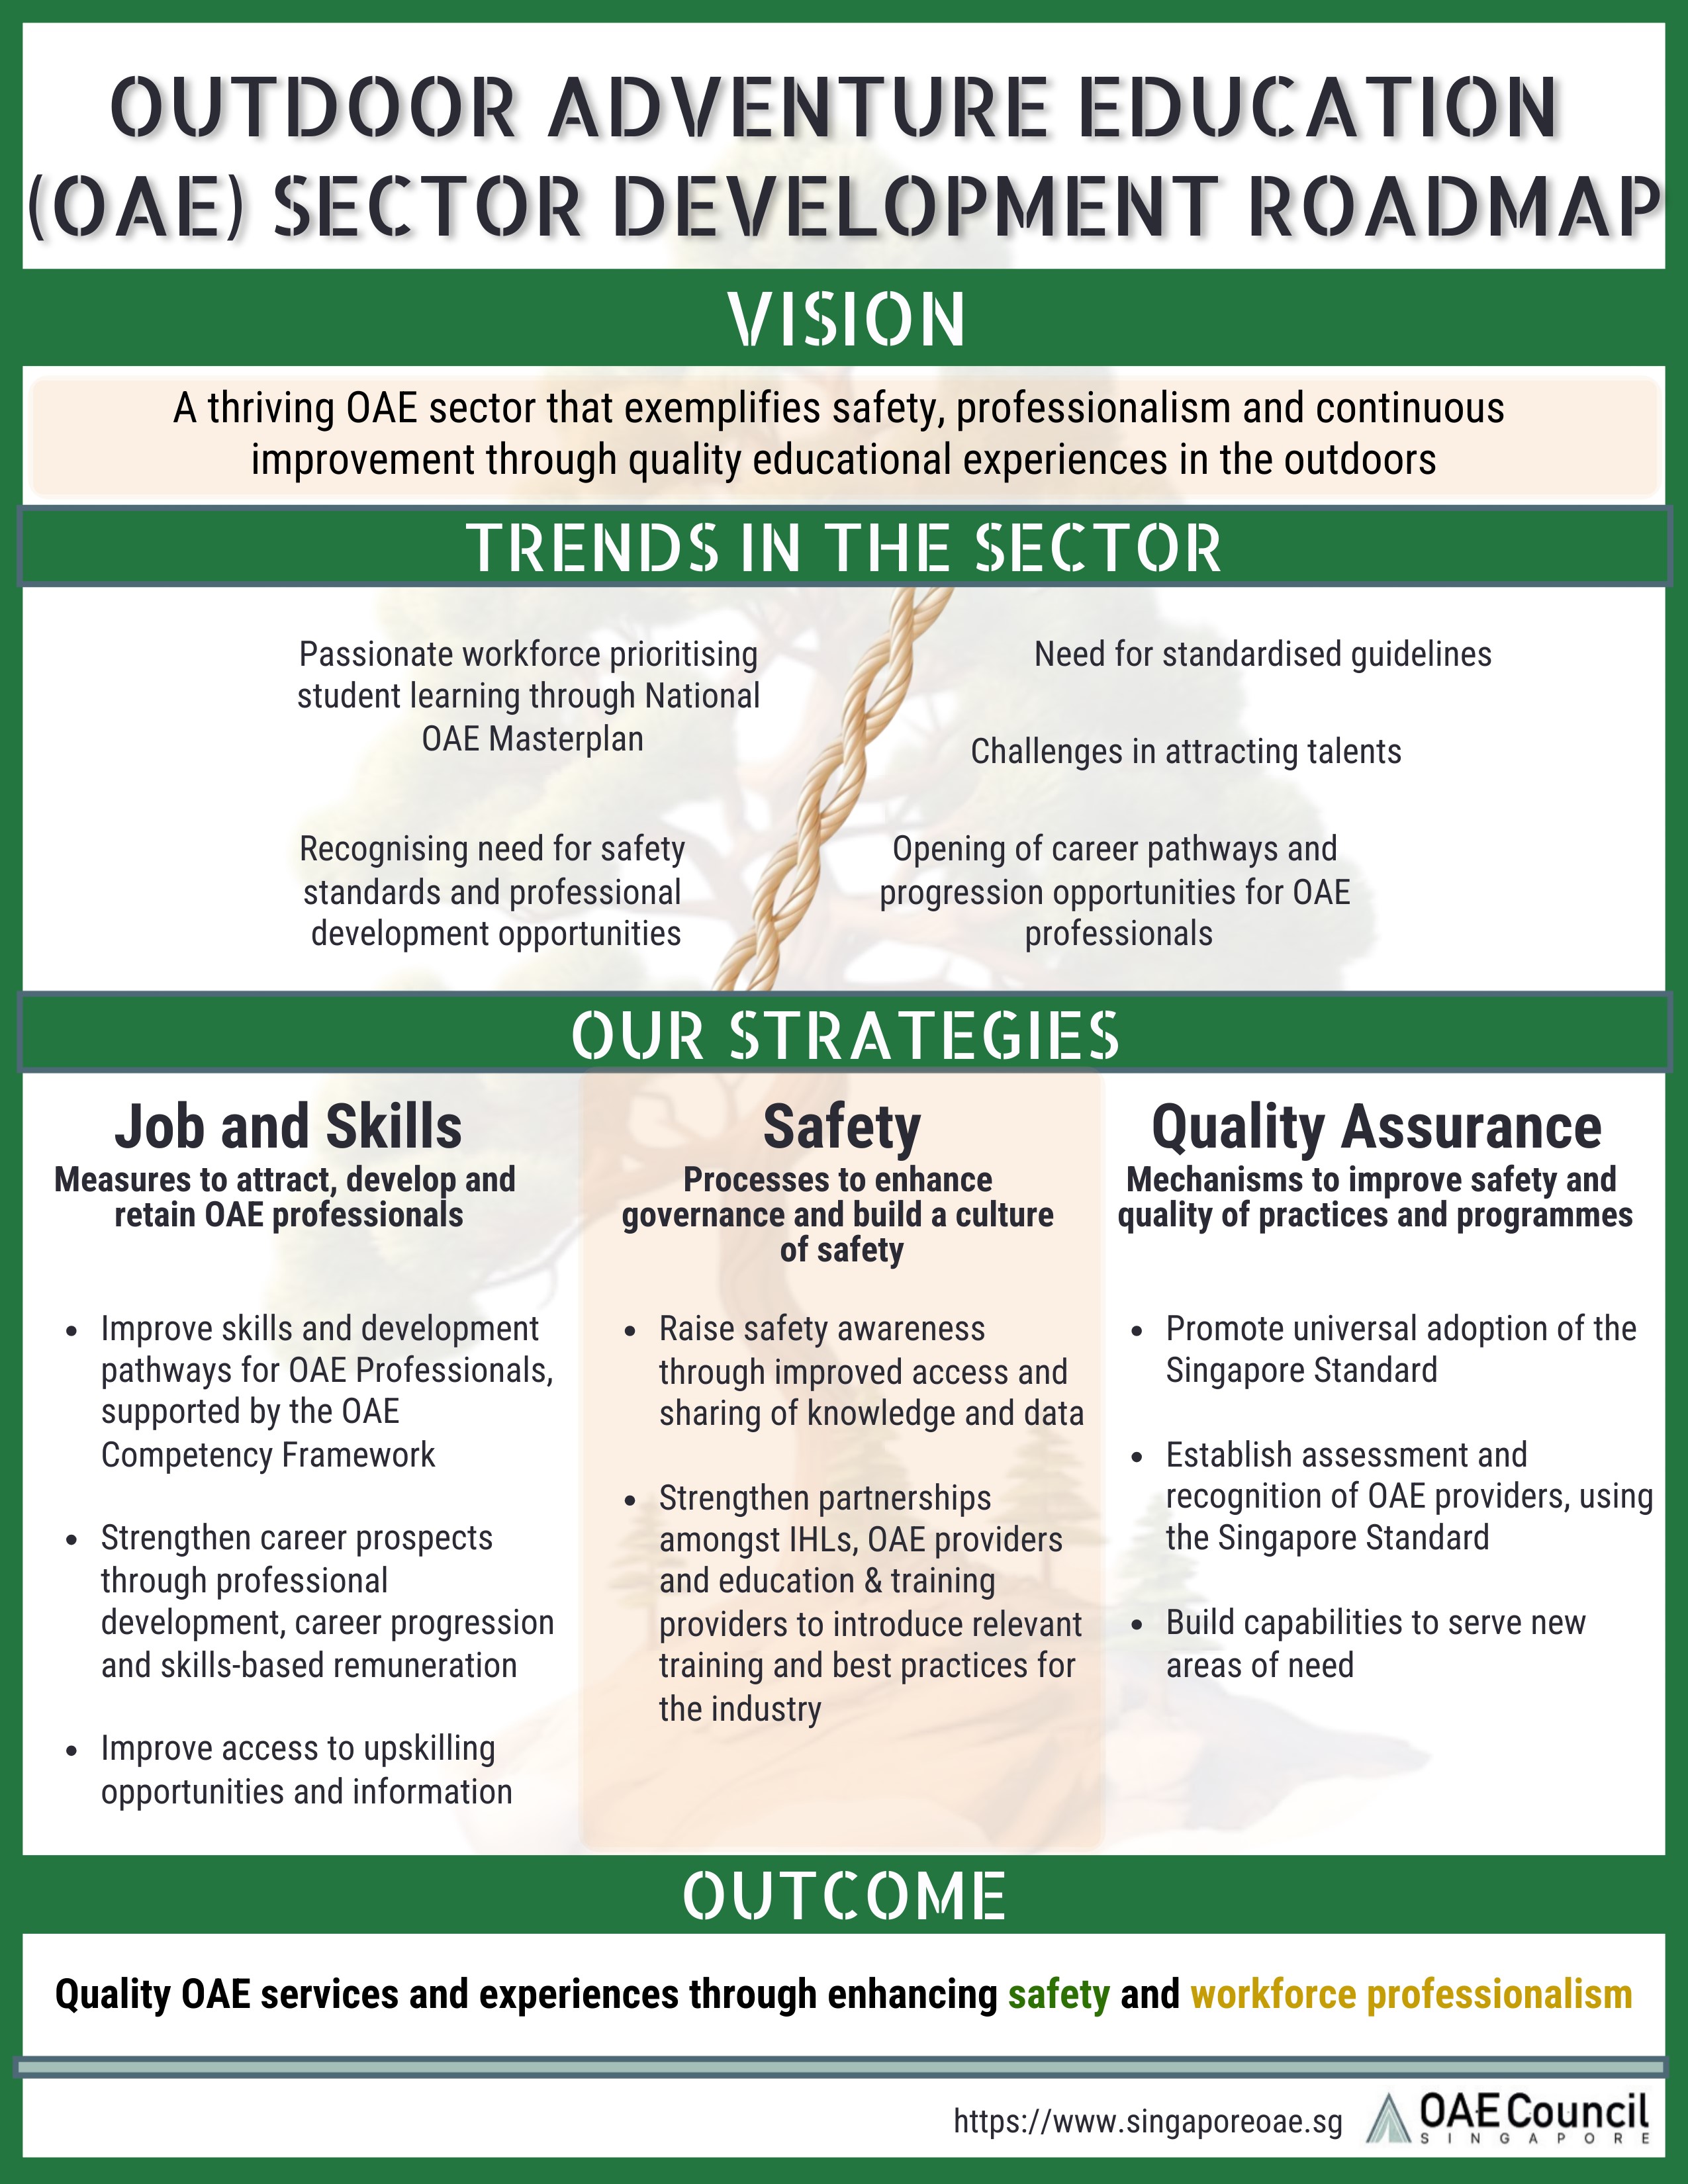 OUTDOOR ADVENTURE EDUCATION
(OAE) SECTOR DEVELOPMENT ROADMAP
VISION
A thriving OAE sector that exemplifies safety, professionalism and continuous
improvement through quality educational experiences in the outdoors
TRENDS IN THE SECTOR
Passionate workforce prioritising
student learning through National
OAE Masterplan
Recognising need for safety
standards and professional
development opportunities
Need for standardised guidelines
Challenges in attracting talents
Opening of career pathways and
progression opportunities for OAE
professionals
OUR STRATEGIES
Job and Skills
Measures to attract, develop and
retain OAE professionals
• Improve skills and development
pathways for OAE Professionals,
supported by the OAE
Competency Framework
• Strengthen career prospects
through professional
development, career progression
and skills-based remuneration
• Improve access to upskilling
opportunities and information
Safety
Processes to enhance
governance and build a culture
of safety
• Raise safety awareness
through improved access and
sharing of knowledge and data
• Strengthen partnerships
amongst IHLs, OAE providers
and education & training
providers to introduce relevant
training and best practices for
the industry
Quality Assurance
Mechanisms to improve safety and
quality of practices and programmes
• Promote universal adoption of the
Singapore Standard
• Establish assessment and
recognition of OAE providers, using
the Singapore Standard
• Build capabilities to serve new
areas of need
OUTCOME
Quality OAE services and experiences through enhancing safety and workforce professionalism
https://www.singaporeoae.sg
OAE Council
SINGAPORE